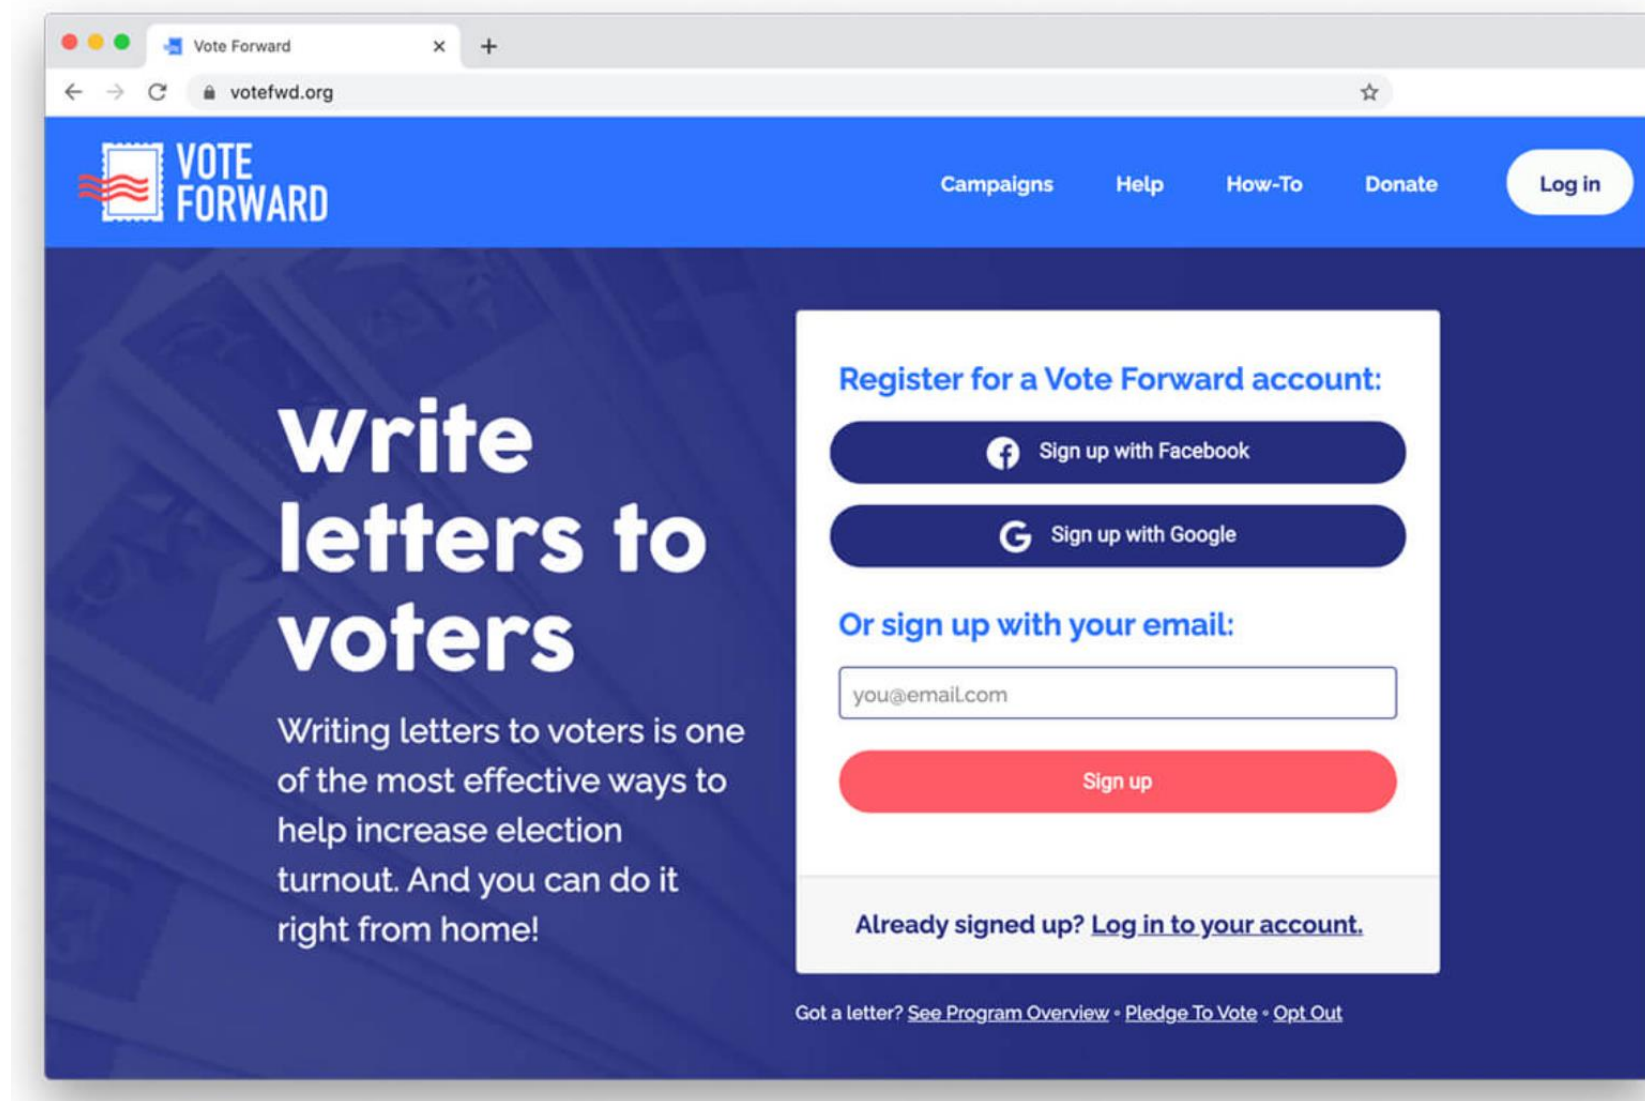 Vote Forward
votefwd.org
VOTE
FORWARD
Campaigns Help How-To Donate Log in
Write
letters to
voters
Writing letters to voters is one
of the most effective ways to
help increase election
turnout. And you can do it
right from home!
Register for a Vote Forward account:
Sign up with Facebook
Sign up with Google
Or sign up with your email:
you@email.com
Sign up
Already signed up? Log in to your account.
Got a letter? See Program Overview • Pledge To Vote • Opt Out